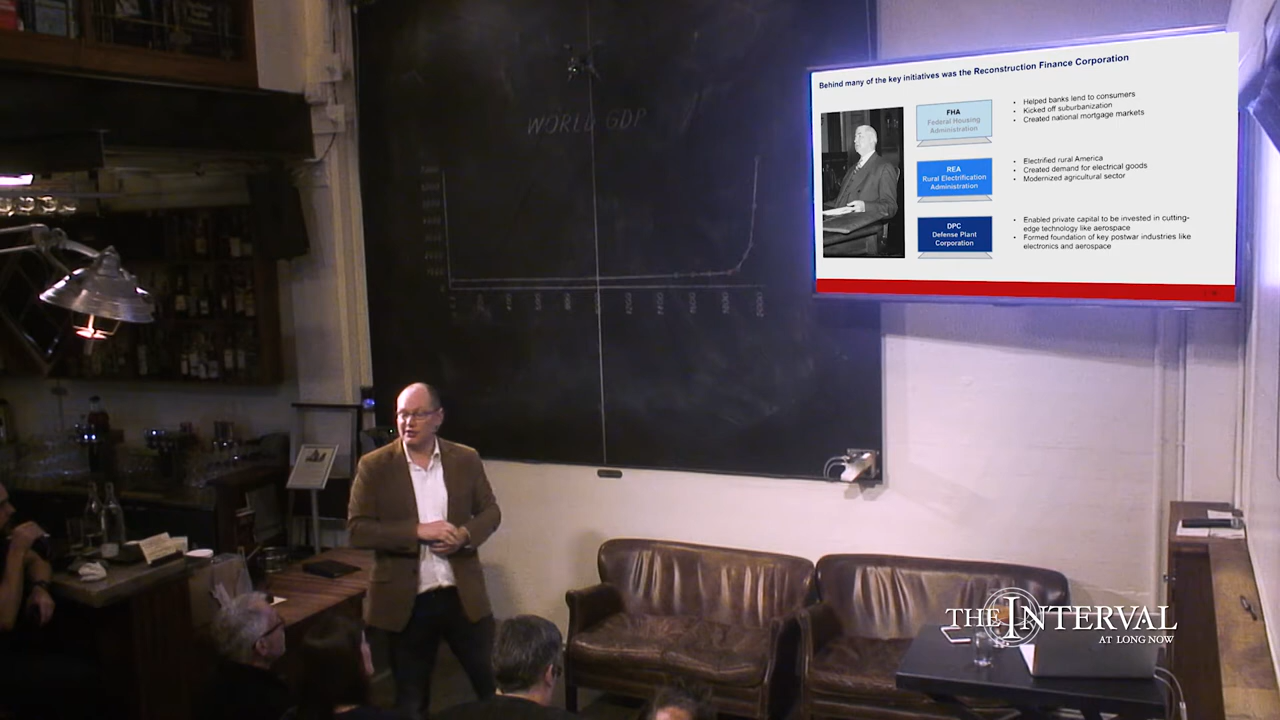 Behind many of the key initiatives was the Reconstruction Finance Corporation
FHA
Federal Housing
Administration
• Helped banks lend to consumers
• Kicked off suburbanization
• Created national mortgage markets
REA
Rural Electrification
Administration
• Electrified rural America
• Created demand for electrical goods
• Modernized agricultural sector
DPC
Defense Plant
Corporation
• Enabled private capital to be invested in cutting-
edge technology like aerospace
• Formed foundation of key postwar industries like
electronics and aerospace
WORLD GDP
THE INTERVAL
AT LONG NOW